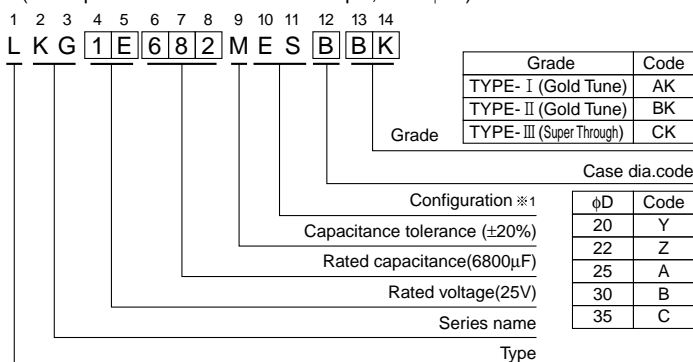 1 2 3 4 5 6 7 8 9 10 11 12 13 14
L K G 1 E 6 8 2 M E S B B K
Grade Code
TYPE-Ⅰ (Gold Tune) AK
TYPE-Ⅱ (Gold Tune) BK
TYPE-Ⅲ (Super Through) CK
Grade
Case dia.code
Configuration ※1
Capacitance tolerance (±20%)
Rated capacitance(6800μF)
Rated voltage(25V)
Series name
Type
ϕD Code
20 Y
22 Z
25 A
30 B
35 C